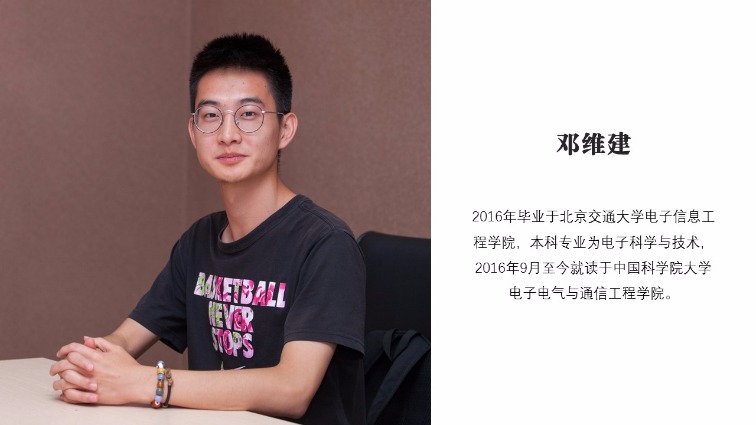 邓维建
2016年毕业于北京交通大学电子信息工
程学院，本科专业为电子科学与技术，
2016年9月至今就读于中国科学院大学
电子电气与通信工程学院。
BASKETBALL
NEVER
STOPS